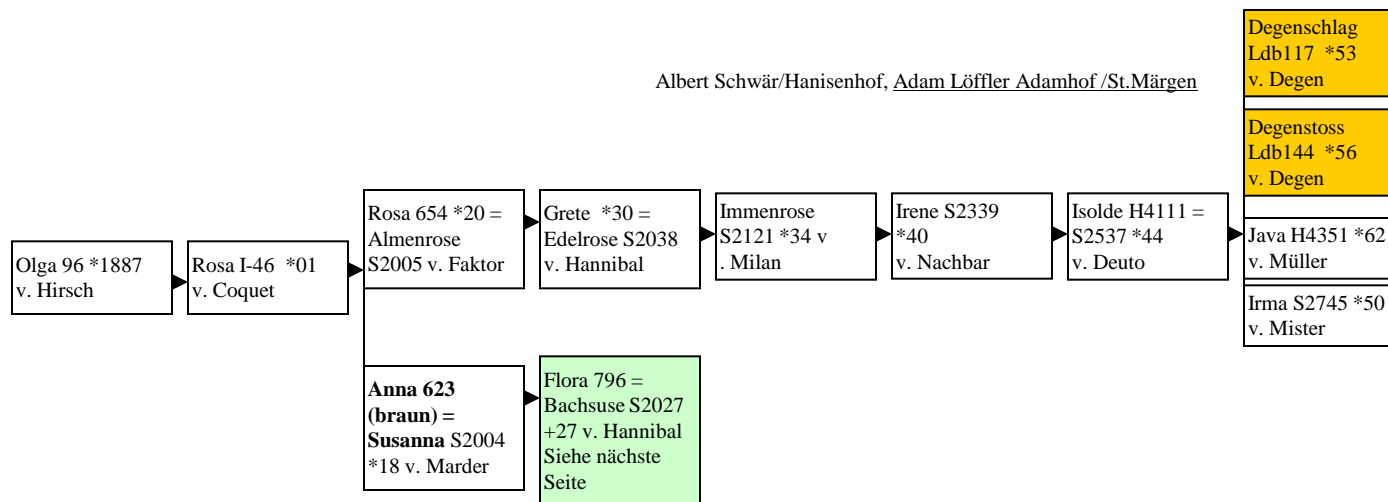 Albert Schwär/Hanisenhof, Adam Löffler Adamhof /St.Märgen
Olga 96 *1887
v. Hirsch
Rosa I-46  *01
v. Coquet
Rosa 654 *20 =
Almenrose
S2005 v. Faktor
Grete  *30 =
Edelrose S2038
v. Hannibal
Immenrose
S2121 *34 v
. Milan
Irene S2339
*40
v. Nachbar
Isolde H4111 =
S2537 *44
v. Deuto
Degenschlag
Ldb117  *53
v. Degen
Degenstoss
Ldb144  *56
v. Degen
Java H4351 *62
v. Müller
Irma S2745 *50
v. Mister
Anna 623
(braun) =
Susanna S2004
*18 v. Marder
Flora 796 =
Bachsuse S2027
+27 v. Hannibal
Siehe nächste
Seite